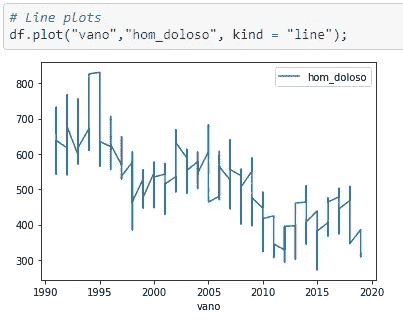 # Line plots
df.plot("vano","hom_doloso", kind = "line");
hom_doloso
800
700
600
500
400
300
1990 1995 2000 2005 2010 2015 2020
vano